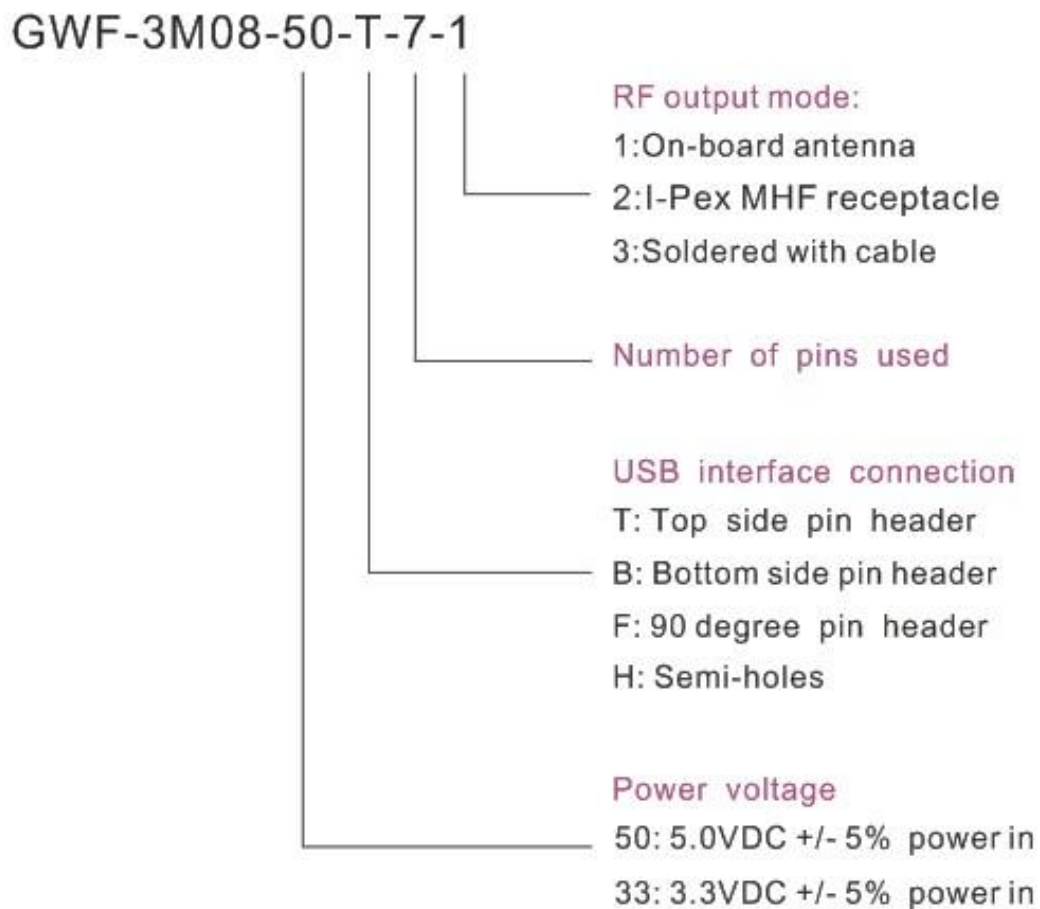 GWF-3M08-50-T-7-1
RF output mode:
1:On-board antenna
2:I-Pex MHF receptacle
3:Soldered with cable
Number of pins used
USB interface connection
T: Top side pin header
B: Bottom side pin header
F: 90 degree pin header
H: Semi-holes
Power voltage
50: 5.0VDC +/- 5% power in
33: 3.3VDC +/- 5% power in